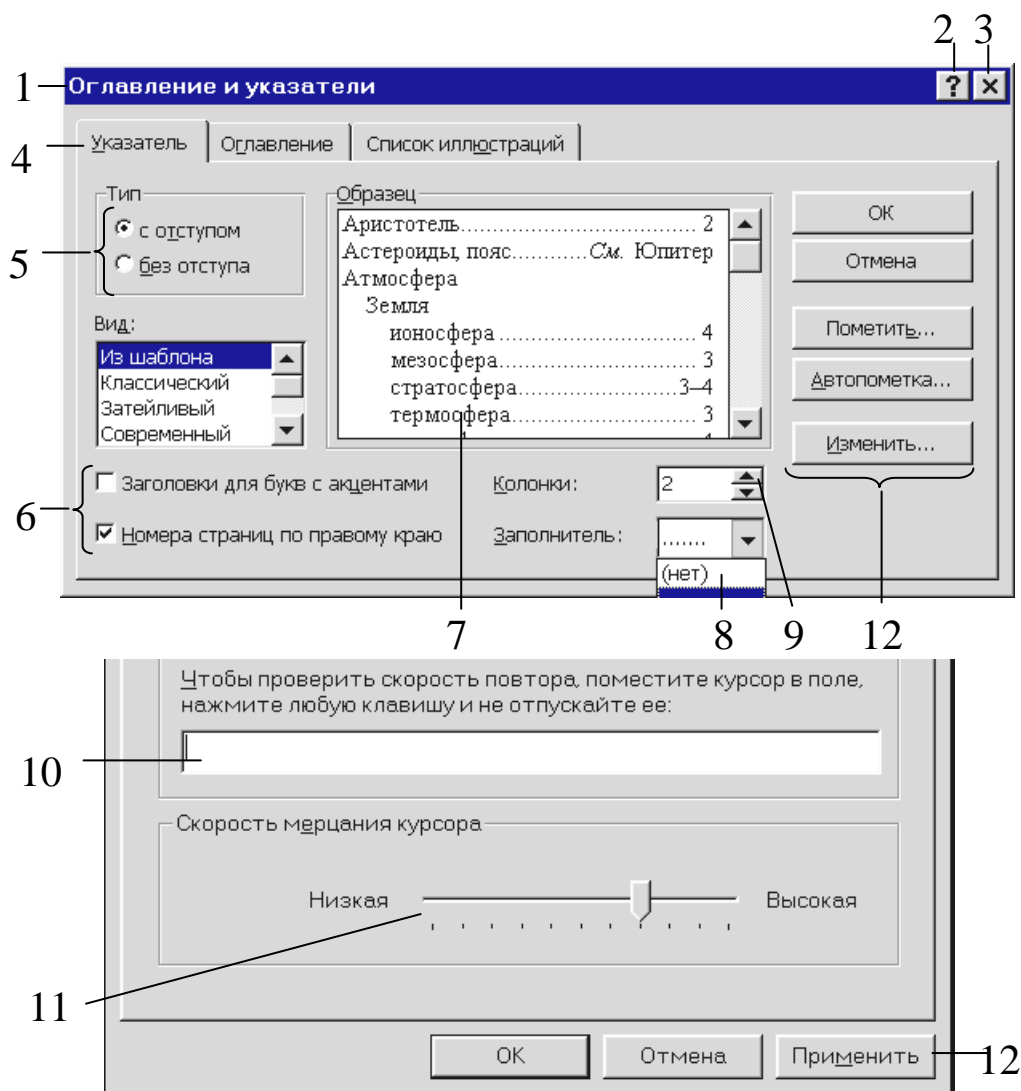 2 3
1 Оглавление и указатели ? ×
4 Указатель Оглавление Список иллюстраций
Тип
5 с отступом
без отступа
Вид:
Из шаблона
Классический
Затейливый
Современный
Образец
Аристотель.................................. 2
Астероиды, пояс............См. Юпитер
Атмосфера
Земля
ионосфера ............................. 4
мезосфера ............................. 3
стратосфера........................3–4
термосфера........................... 3
ОК
Отмена
Пометить...
Автопометка...
Изменить...
6 Заголовки для букв с акцентами
Номера страниц по правому краю
Колонки: 2
Заполнитель: .......
(нет)
7 8 9 12
Чтобы проверить скорость повтора, поместите курсор в поле,
нажмите любую клавишу и не отпускайте ее:
10
Скорость мерцания курсора
Низкая Высокая
11
ОК Отмена Применить 12